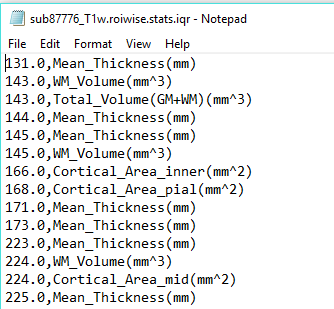 sub87776_T1w.roiwise.stats.iqr - Notepad
File Edit Format View Help
131.0,Mean_Thickness(mm)
143.0,WM_Volume(mm^3)
143.0,Total_Volume(GM+WM)(mm^3)
144.0,Mean_Thickness(mm)
145.0,Mean_Thickness(mm)
145.0,WM_Volume(mm^3)
166.0,Cortical_Area_inner(mm^2)
168.0,Cortical_Area_pial(mm^2)
171.0,Mean_Thickness(mm)
173.0,Mean_Thickness(mm)
223.0,Mean_Thickness(mm)
224.0,WM_Volume(mm^3)
224.0,Cortical_Area_mid(mm^2)
225.0,Mean_Thickness(mm)